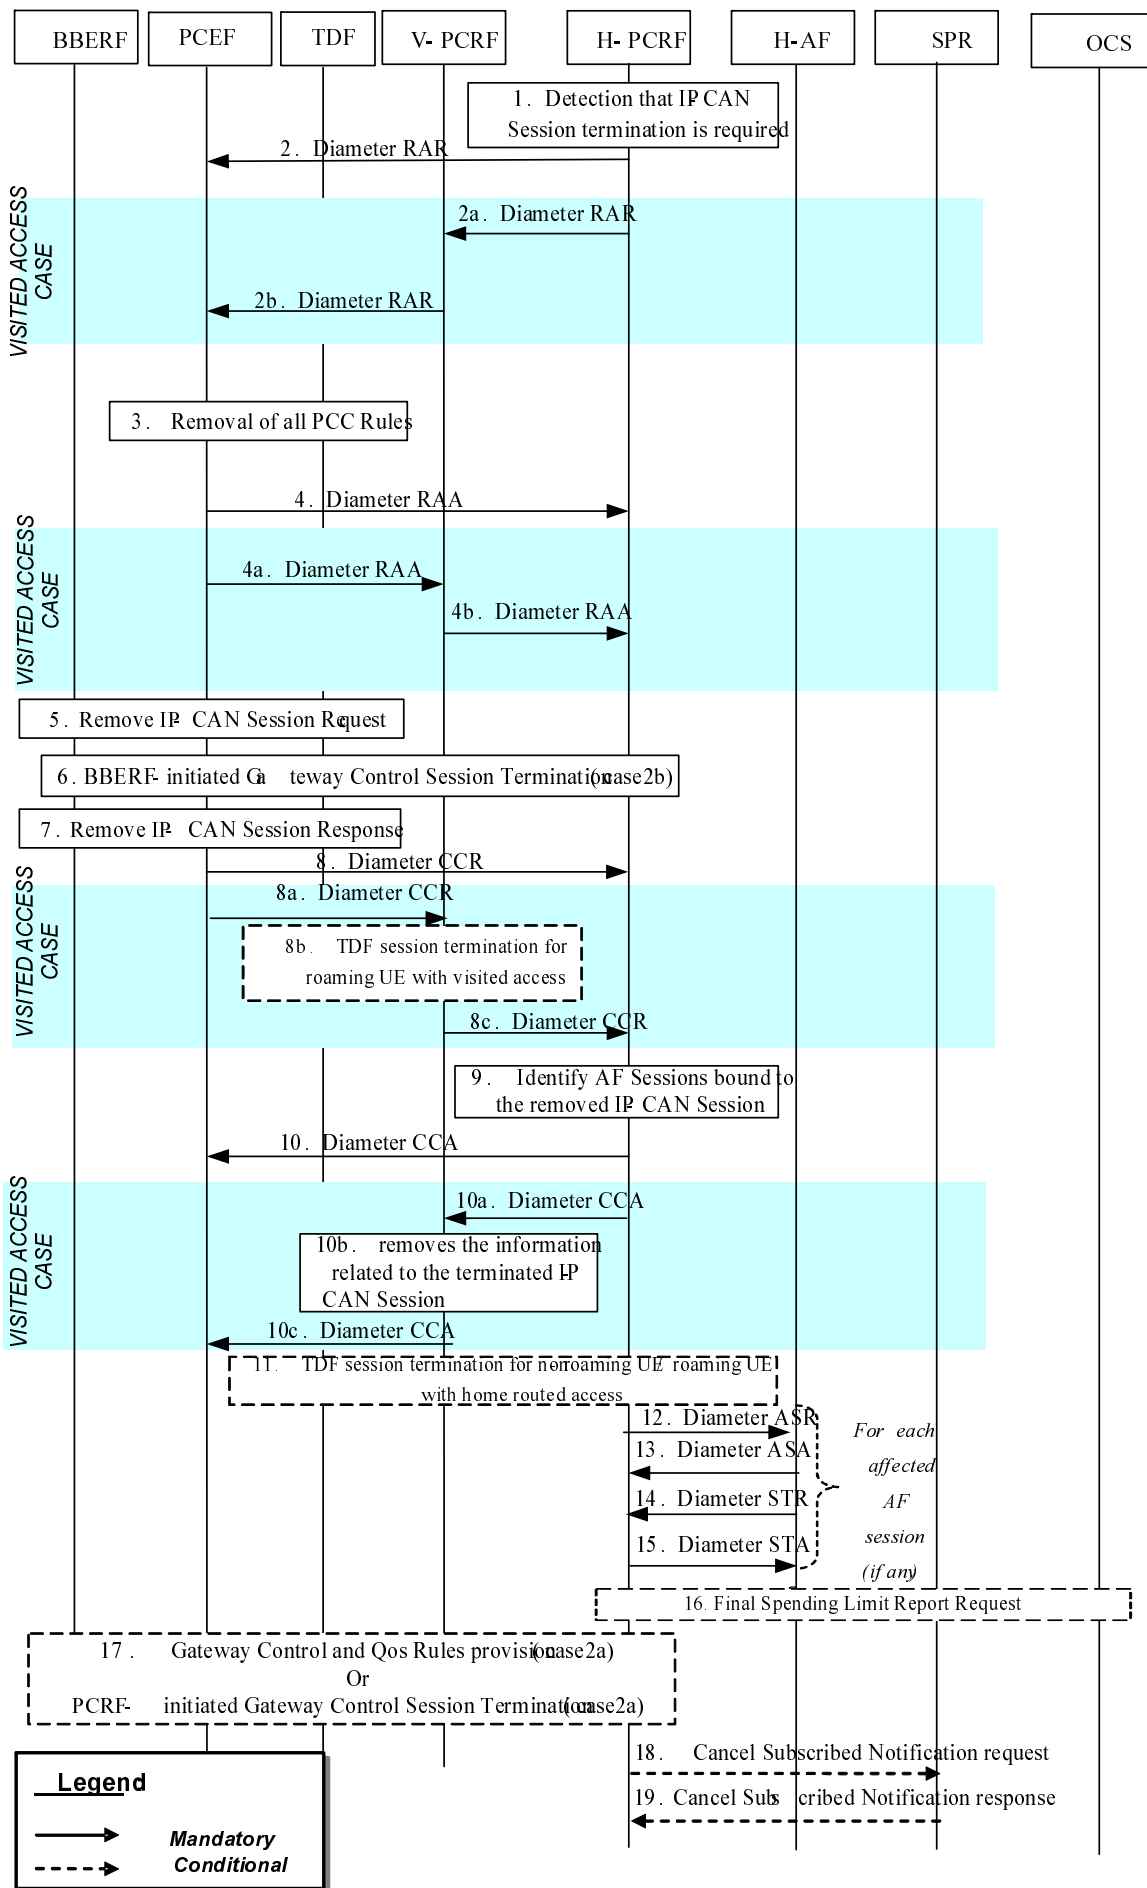 BBERF
PCEF
TDF
V- PCRF
H- PCRF
H-AF
SPR
OCS
1. Detection that IP-CAN
Session termination is required
2. Diameter RAR
VISITED ACCESS
CASE
2a. Diameter RAR
2b. Diameter RAR
3. Removal of all PCC Rules
4. Diameter RAA
VISITED ACCESS
CASE
4a. Diameter RAA
4b. Diameter RAA
5. Remove IP- CAN Session Request
6. BBERF- initiated Gateway Control Session Termination (case2b)
7. Remove IP- CAN Session Response
8. Diameter CCR
VISITED ACCESS
CASE
8a. Diameter CCR
8b. TDF session termination for
roaming UE with visited access
8c. Diameter CCR
9. Identify AF Sessions bound to
the removed IP- CAN Session
10. Diameter CCA
VISITED ACCESS
CASE
10a. Diameter CCA
10b. removes the information
related to the terminated IP-
CAN Session
10c. Diameter CCA
11. TDF session termination for non-roaming UE/ roaming UE
with home routed access
12. Diameter ASR
13. Diameter ASA
14. Diameter STR
15. Diameter STA
For each
affected
AF
session
(if any)
16. Final Spending Limit Report Request
17. Gateway Control and Qos Rules provision (case2a)
Or
PCRF- initiated Gateway Control Session Termination (case2a)
18. Cancel Subscribed Notification request
19. Cancel Subscribed Notification response
Legend
Mandatory
Conditional